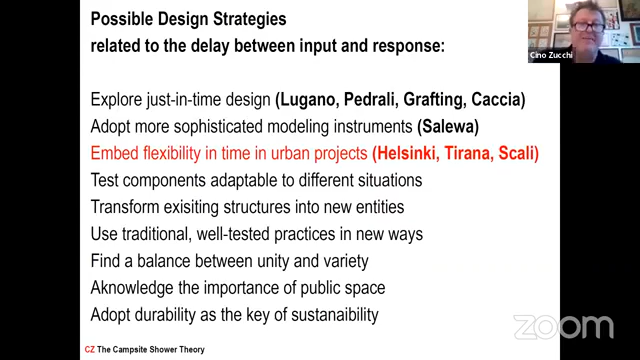 Possible Design Strategies
related to the delay between input and response:
Explore just-in-time design (Lugano, Pedrali, Grafting, Caccia)
Adopt more sophisticated modeling instruments (Salewa)
Embed flexibility in time in urban projects (Helsinki, Tirana, Scali)
Test components adaptable to different situations
Transform exisiting structures into new entities
Use traditional, well-tested practices in new ways
Find a balance between unity and variety
Aknowledge the importance of public space
Adopt durability as the key of sustanaibility
CZ The Campsite Shower Theory
Cino Zucchi
zoom